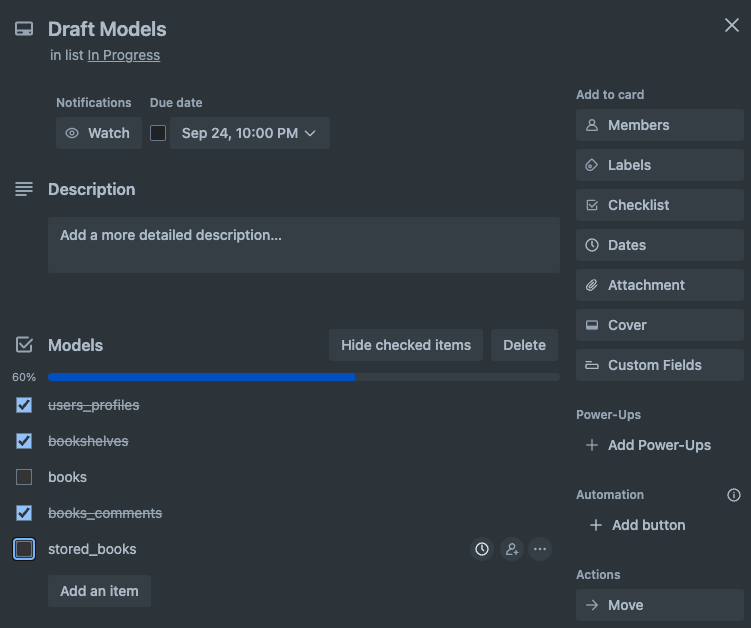 Draft Models
in list In Progress
Notifications
Due date
Watch
Sep 24, 10:00 PM
Description
Add a more detailed description...
Models
Hide checked items
Delete
60%
users_profiles
bookshelves
books
books_comments
stored_books
Add an item
Add to card
Members
Labels
Checklist
Dates
Attachment
Cover
Custom Fields
Power-Ups
Add Power-Ups
Automation
Add button
Actions
Move